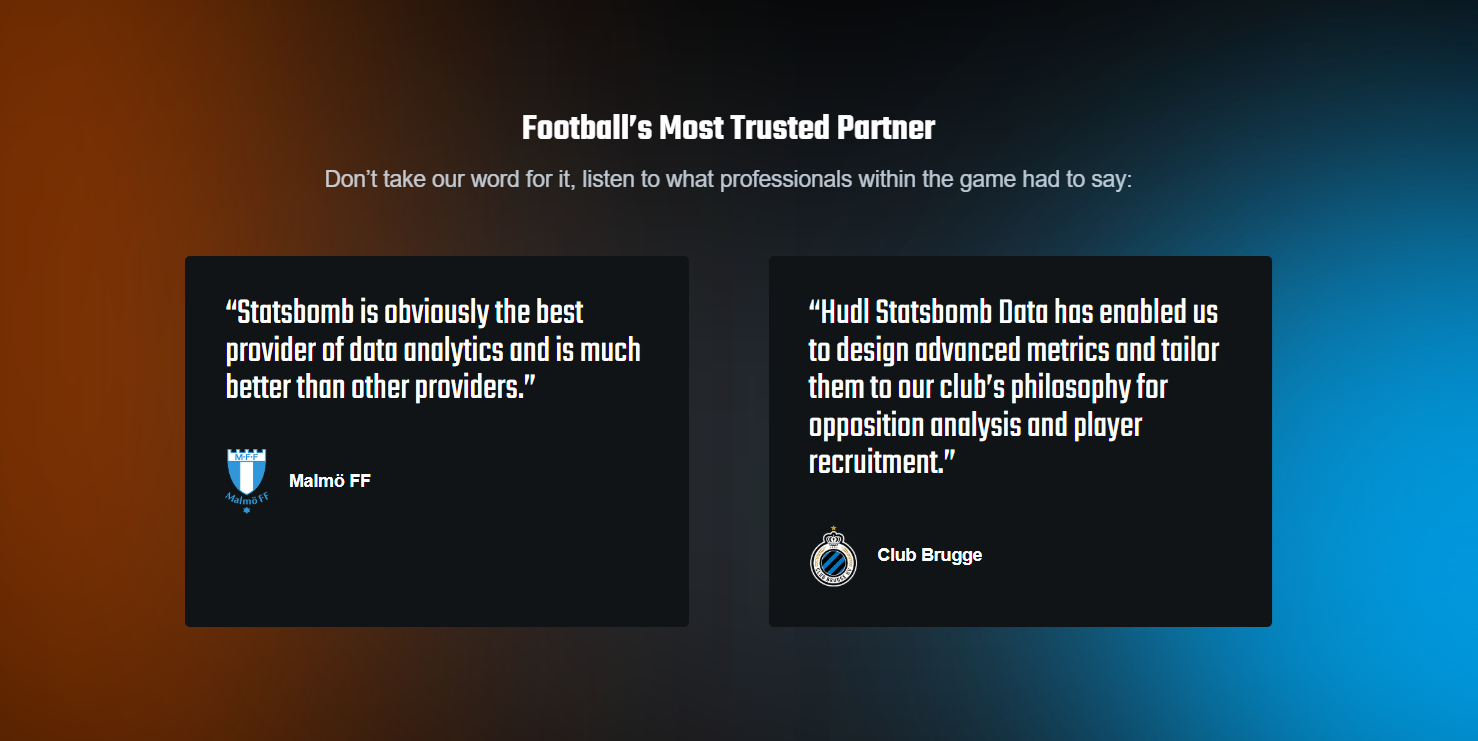 Football’s Most Trusted Partner
Don’t take our word for it, listen to what professionals within the game had to say:
“Statsbomb is obviously the best
provider of data analytics and is much
better than other providers.”
M·F·F
Malmö FF
Malmö FF
“Hudl Statsbomb Data has enabled us
to design advanced metrics and tailor
them to our club’s philosophy for
opposition analysis and player
recruitment.”
CLUB BRUGGE KV
Club Brugge